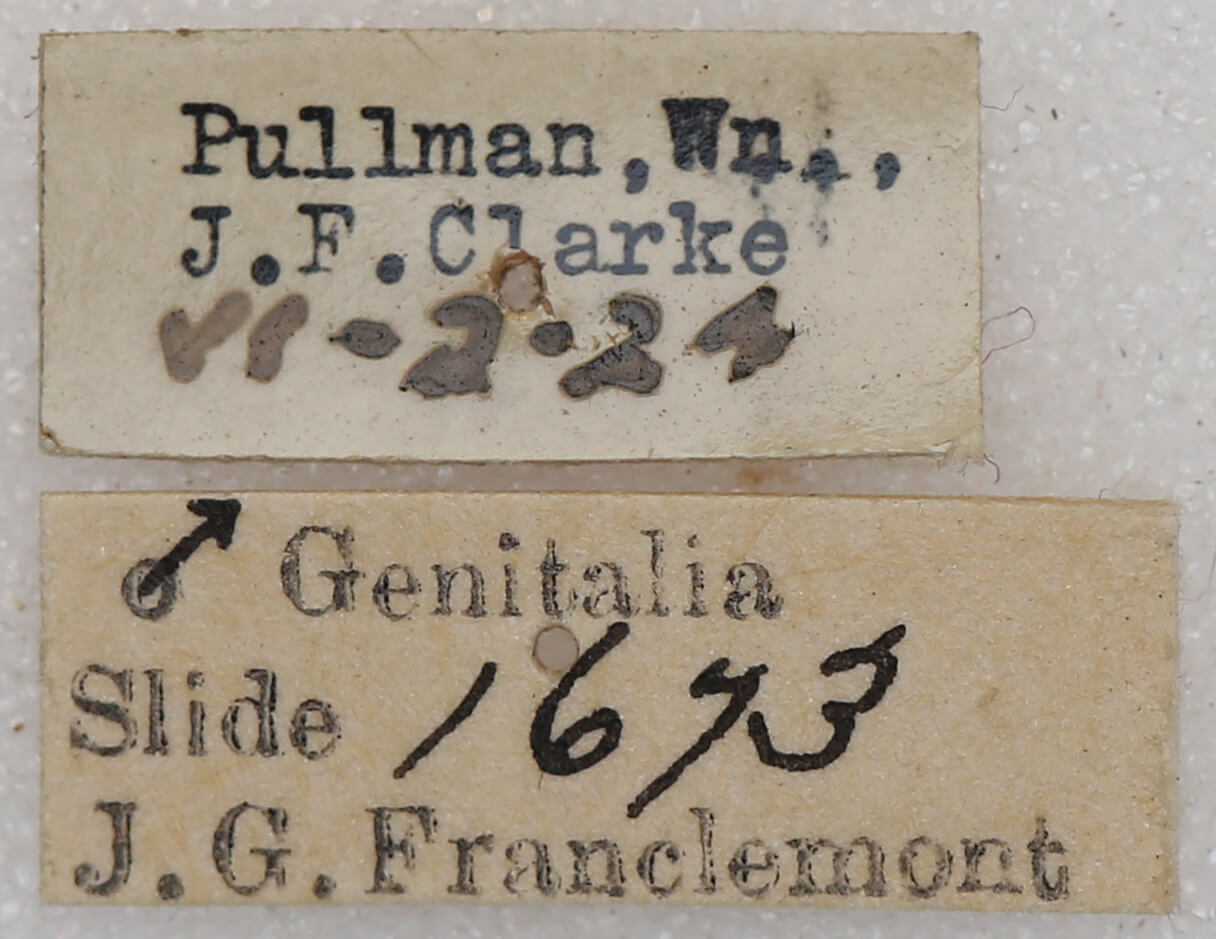 Pullman, Wn.,
J.F.Clarke
VI-2-24
♂ Genitalia
Slide 1673
J.G.Franclemont